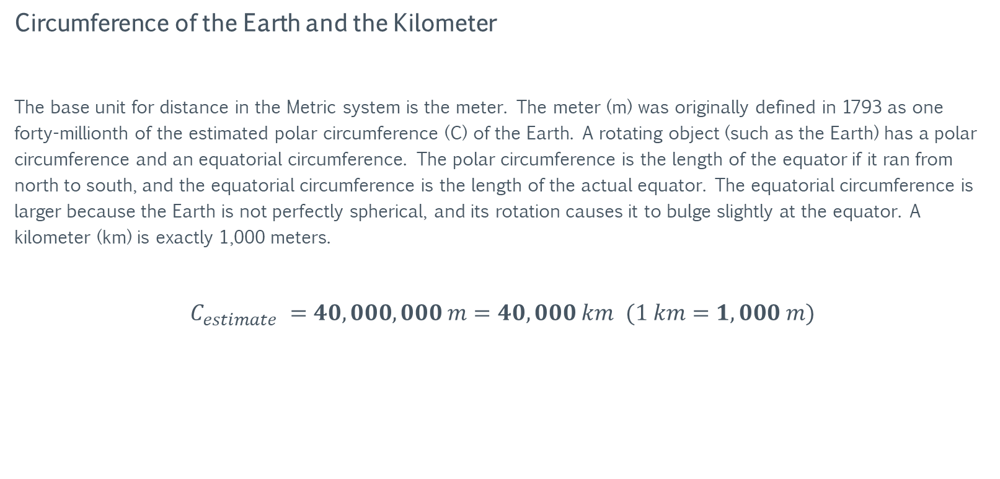 Circumference of the Earth and the Kilometer
The base unit for distance in the Metric system is the meter. The meter (m) was originally defined in 1793 as one
forty-millionth of the estimated polar circumference (C) of the Earth. A rotating object (such as the Earth) has a polar
circumference and an equatorial circumference. The polar circumference is the length of the equator if it ran from
north to south, and the equatorial circumference is the length of the actual equator. The equatorial circumference is
larger because the Earth is not perfectly spherical, and its rotation causes it to bulge slightly at the equator. A
kilometer (km) is exactly 1,000 meters.
C_estimate = 40,000,000 m = 40,000 km (1 km = 1,000 m)